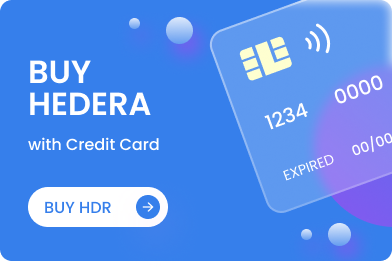 BUY
HEDERA
with Credit Card
BUY HDR
1234 0000
EXPIRED 00/00